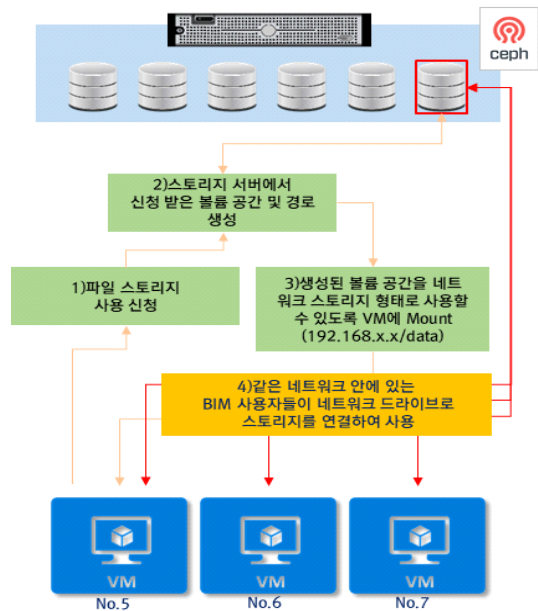 ceph
2)스토리지 서버에서
신청 받은 볼륨 공간 및 경로
생성
1)파일 스토리지
사용 신청
3)생성된 볼륨 공간을 네트
워크 스토리지 형태로 사용할
수 있도록 VM에 Mount
(192.168.x.x/data)
4)같은 네트워크 안에 있는
BIM 사용자들이 네트워크 드라이브로
스토리지를 연결하여 사용
VM
VM
VM
No.5
No.6
No.7